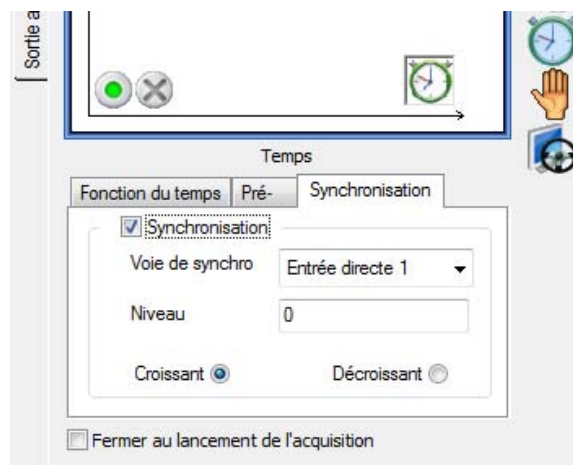 Sortie a
Temps
Fonction du temps Pré- Synchronisation
Synchronisation
Voie de synchro Entrée directe 1
Niveau 0
Croissant Décroissant
Fermer au lancement de l'acquisition